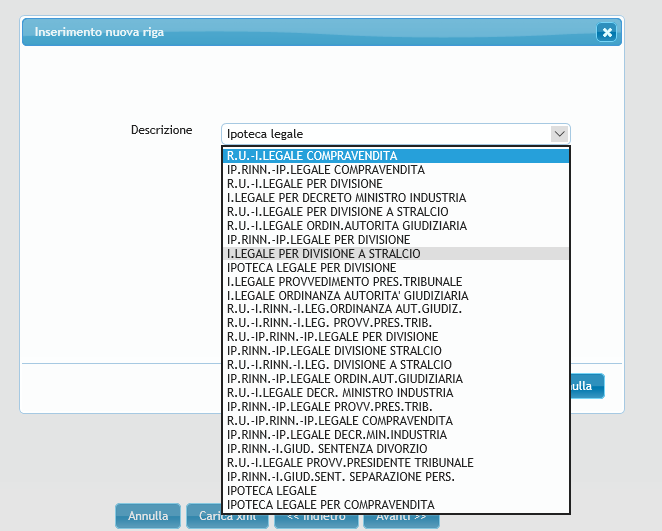 Inserimento nuova riga
Descrizione
Ipoteca legale
R.U.-I.LEGALE COMPRAVENDITA
IP.RINN.-IP.LEGALE COMPRAVENDITA
R.U.-I.LEGALE PER DIVISIONE
I.LEGALE PER DECRETO MINISTRO INDUSTRIA
R.U.-I.LEGALE PER DIVISIONE A STRALCIO
R.U.-I.LEGALE ORDIN.AUTORITA GIUDIZIARIA
IP.RINN.-IP.LEGALE PER DIVISIONE
I.LEGALE PER DIVISIONE A STRALCIO
IPOTECA LEGALE PER DIVISIONE
I.LEGALE PROVVEDIMENTO PRES.TRIBUNALE
I.LEGALE ORDINANZA AUTORITA' GIUDIZIARIA
R.U.-I.RINN.-I.LEG.ORDINANZA AUT.GIUDIZ.
R.U.-I.RINN.-I.LEG. PROVV.PRES.TRIB.
R.U.-IP.RINN.-IP.LEGALE PER DIVISIONE
IP.RINN.-IP.LEGALE DIVISIONE STRALCIO
R.U.-I.RINN.-I.LEG. DIVISIONE A STRALCIO
IP.RINN.-IP.LEGALE ORDIN.AUT.GIUDIZIARIA
R.U.-I.LEGALE DECR. MINISTRO INDUSTRIA
IP.RINN.-IP.LEGALE PROVV.PRES.TRIB.
R.U.-IP.RINN.-IP.LEGALE COMPRAVENDITA
IP.RINN.-IP.LEGALE DECR.MIN.INDUSTRIA
IP.RINN.-I.GIUD. SENTENZA DIVORZIO
R.U.-I.LEGALE PROVV.PRESIDENTE TRIBUNALE
IP.RINN.-I.GIUD.SENT. SEPARAZIONE PERS.
IPOTECA LEGALE
IPOTECA LEGALE PER COMPRAVENDITA
ulla
Annulla
Carica xml
<< Indietro
Avanti >>